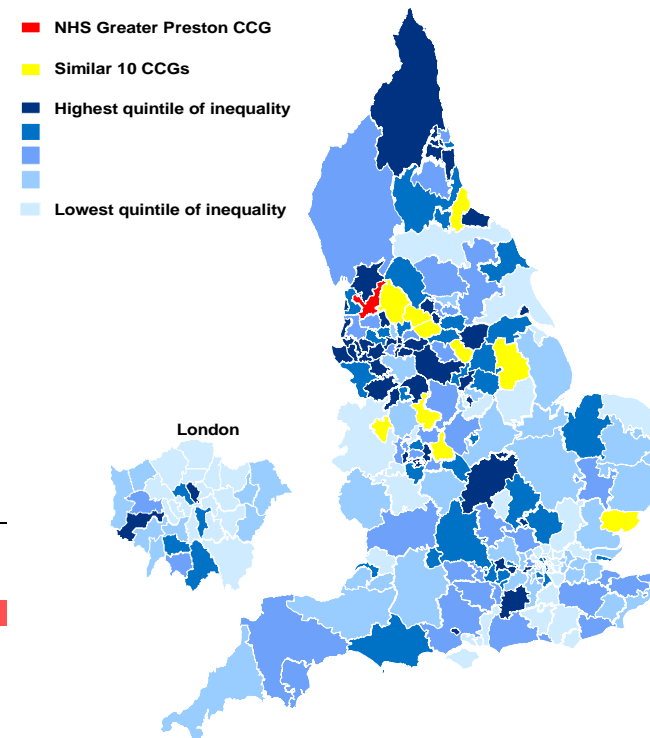 NHS Greater Preston CCG
Similar 10 CCGs
Highest quintile of inequality
Lowest quintile of inequality
London